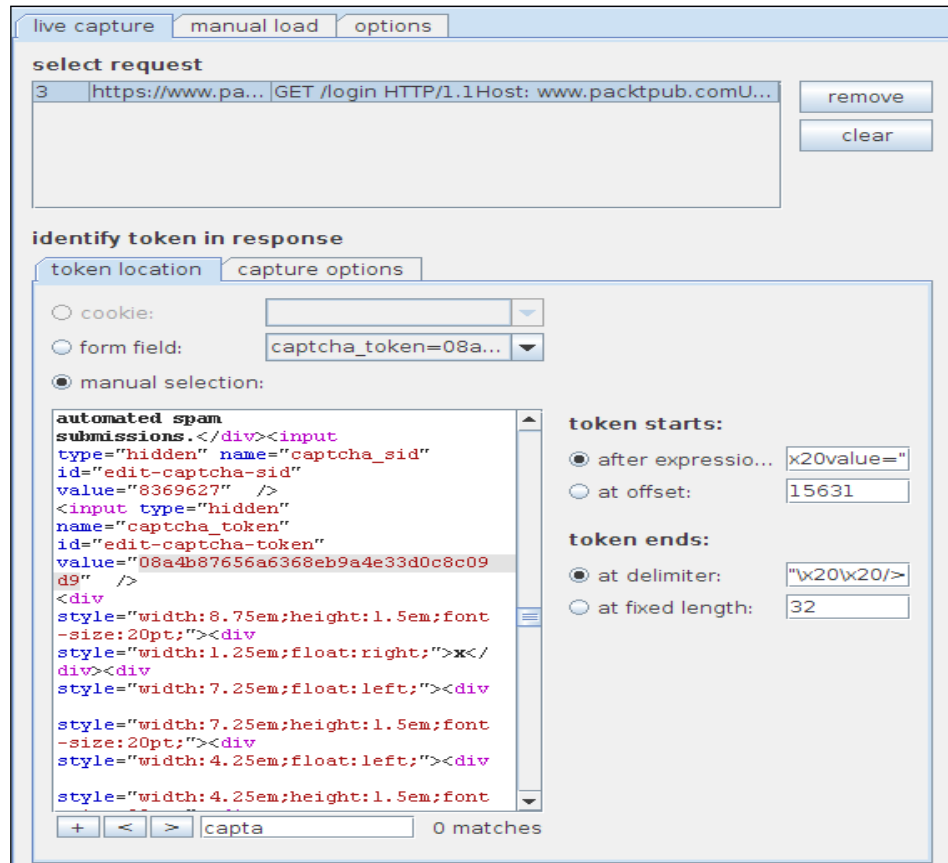 live capture manual load options
select request
3 https://www.pa... GET /login HTTP/1.1Host: www.packtpub.comU...
remove
clear
identify token in response
token location capture options
cookie:
form field: captcha_token=08a...
manual selection:
automated spam
submissions.</div><input
type="hidden" name="captcha_sid"
id="edit-captcha-sid"
value="8369627" />
<input type="hidden"
name="captcha_token"
id="edit-captcha-token"
value="08a4b87656a6368eb9a4e33d0c8c09
d9" />
<div
style="width:8.75em;height:1.5em;font
-size:20pt;"><div
style="width:1.25em;float:right;">x</
div><div
style="width:7.25em;float:left;"><div
style="width:7.25em;height:1.5em;font
-size:20pt;"><div
style="width:4.25em;float:left;"><div
style="width:4.25em;height:1.5em;font
+ < > capta 0 matches
token starts:
after expressio... x20value="
at offset: 15631
token ends:
at delimiter: "\x20\x20/>
at fixed length: 32